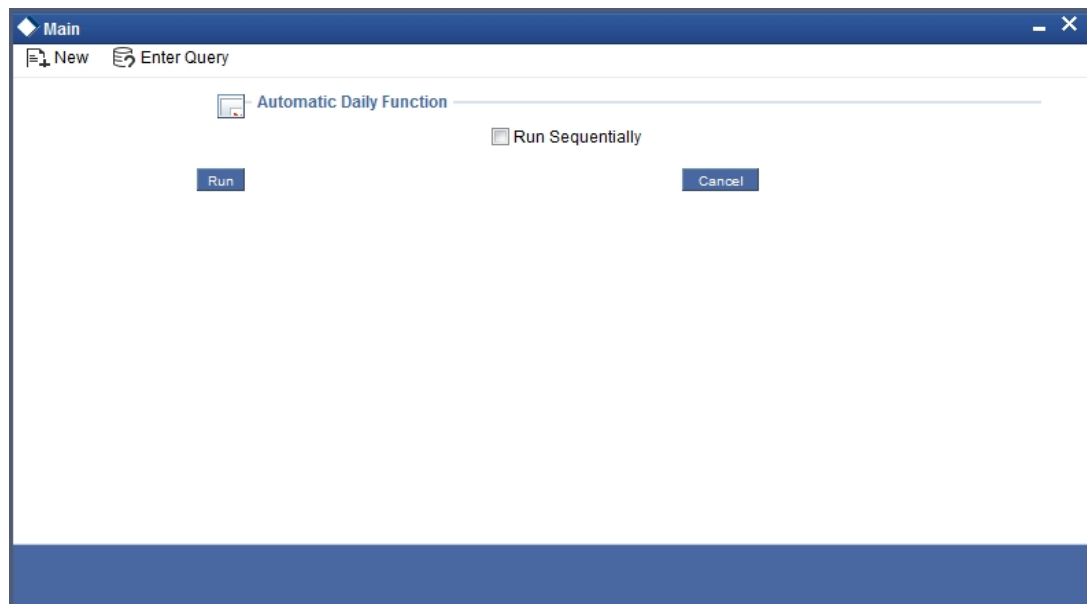 Main
New Enter Query
Automatic Daily Function
Run Sequentially
Run Cancel